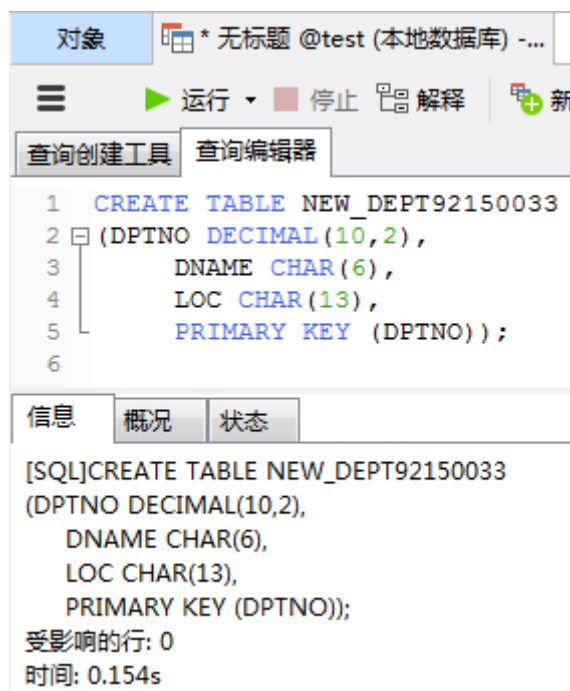 对象 * 无标题 @test (本地数据库) -...
运行 停止 解释
查询创建工具 查询编辑器
1 CREATE TABLE NEW_DEPT92150033
2 (DPTNO DECIMAL(10,2),
3 DNAME CHAR(6),
4 LOC CHAR(13),
5 PRIMARY KEY (DPTNO));
6
信息 概况 状态
[SQL]CREATE TABLE NEW_DEPT92150033
(DPTNO DECIMAL(10,2),
DNAME CHAR(6),
LOC CHAR(13),
PRIMARY KEY (DPTNO));
受影响的行: 0
时间: 0.154s